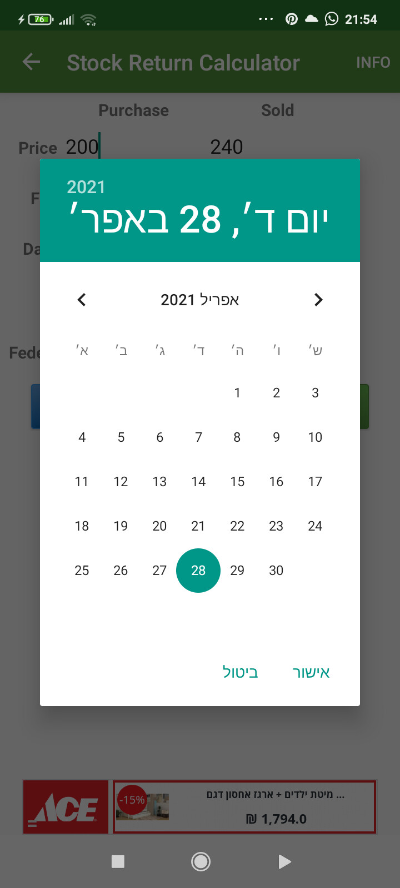 76
21:54
Stock Return Calculator
INFO
Purchase Sold
Price 200 240
F
Da
Fede
2021
יום ד׳, 28 באפר׳
אפריל 2021
א׳ ב׳ ג׳ ד׳ ה׳ ו׳ ש׳
1 2 3
4 5 6 7 8 9 10
11 12 13 14 15 16 17
18 19 20 21 22 23 24
25 26 27 28 29 30
ביטול
אישור
ACE
-15%
מיטת ילדים + ארגז אחסון דגם ...
1,794.0 ₪